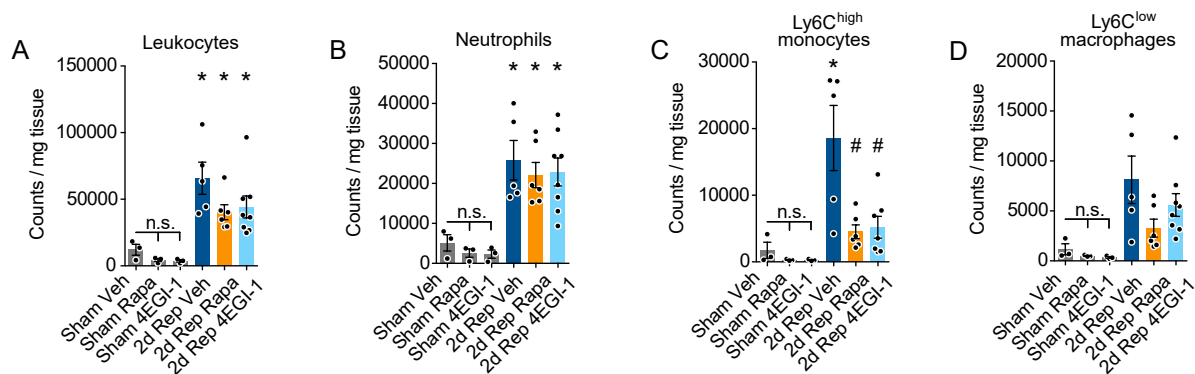 A
Leukocytes
Counts / mg tissue
150000
100000
50000
0
n.s.
* * *
Sham Veh
Sham Rapa
Sham 4EGI-1
2d Rep Veh
2d Rep Rapa
2d Rep 4EGI-1
B
Neutrophils
Counts / mg tissue
50000
40000
30000
20000
10000
0
n.s.
* * *
Sham Veh
Sham Rapa
Sham 4EGI-1
2d Rep Veh
2d Rep Rapa
2d Rep 4EGI-1
C
Ly6Chigh
monocytes
Counts / mg tissue
30000
20000
10000
0
n.s.
*
# #
Sham Veh
Sham Rapa
Sham 4EGI-1
2d Rep Veh
2d Rep Rapa
2d Rep 4EGI-1
D
Ly6Clow
macrophages
Counts / mg tissue
20000
15000
10000
5000
0
n.s.
Sham Veh
Sham Rapa
Sham 4EGI-1
2d Rep Veh
2d Rep Rapa
2d Rep 4EGI-1